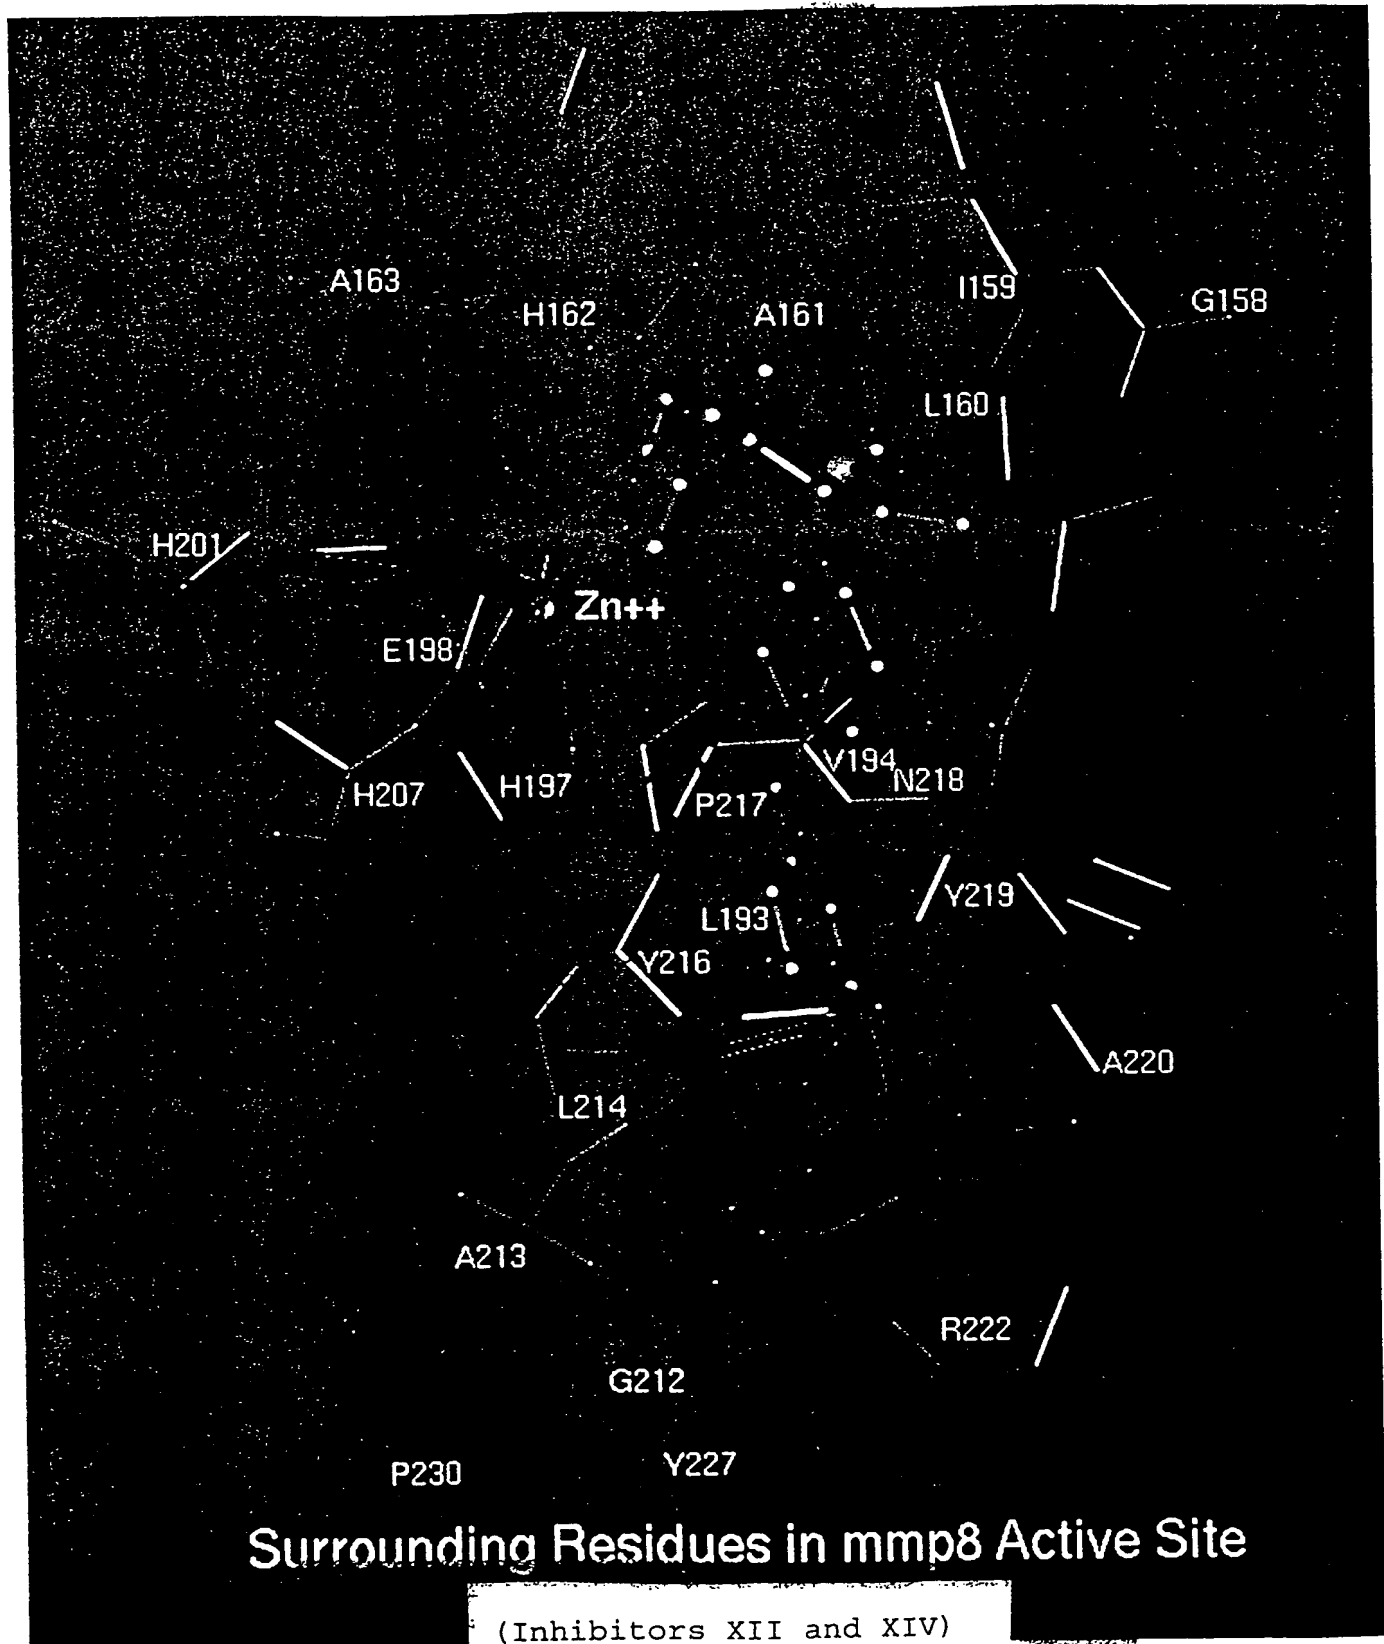 A163
H162
A161
I159
G158
L160
H201
Zn++
E198
V194
N218
H207
H197
P217
Y219
L193
Y216
A220
L214
A213
R222
G212
P230
Y227
Surrounding Residues in mmp8 Active Site
(Inhibitors XII and XIV)